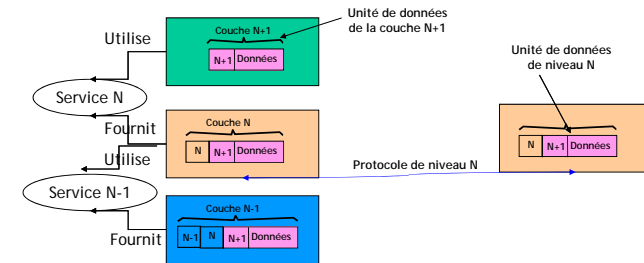 Unité de données
de la couche N+1
Utilise
Couche N+1
N+1 Données
Unité de données
de niveau N
Service N
Fournit
Couche N
N N+1 Données
N N+1 Données
Utilise
Protocole de niveau N
Service N-1
Couche N-1
Fournit
N-1 N N+1 Données